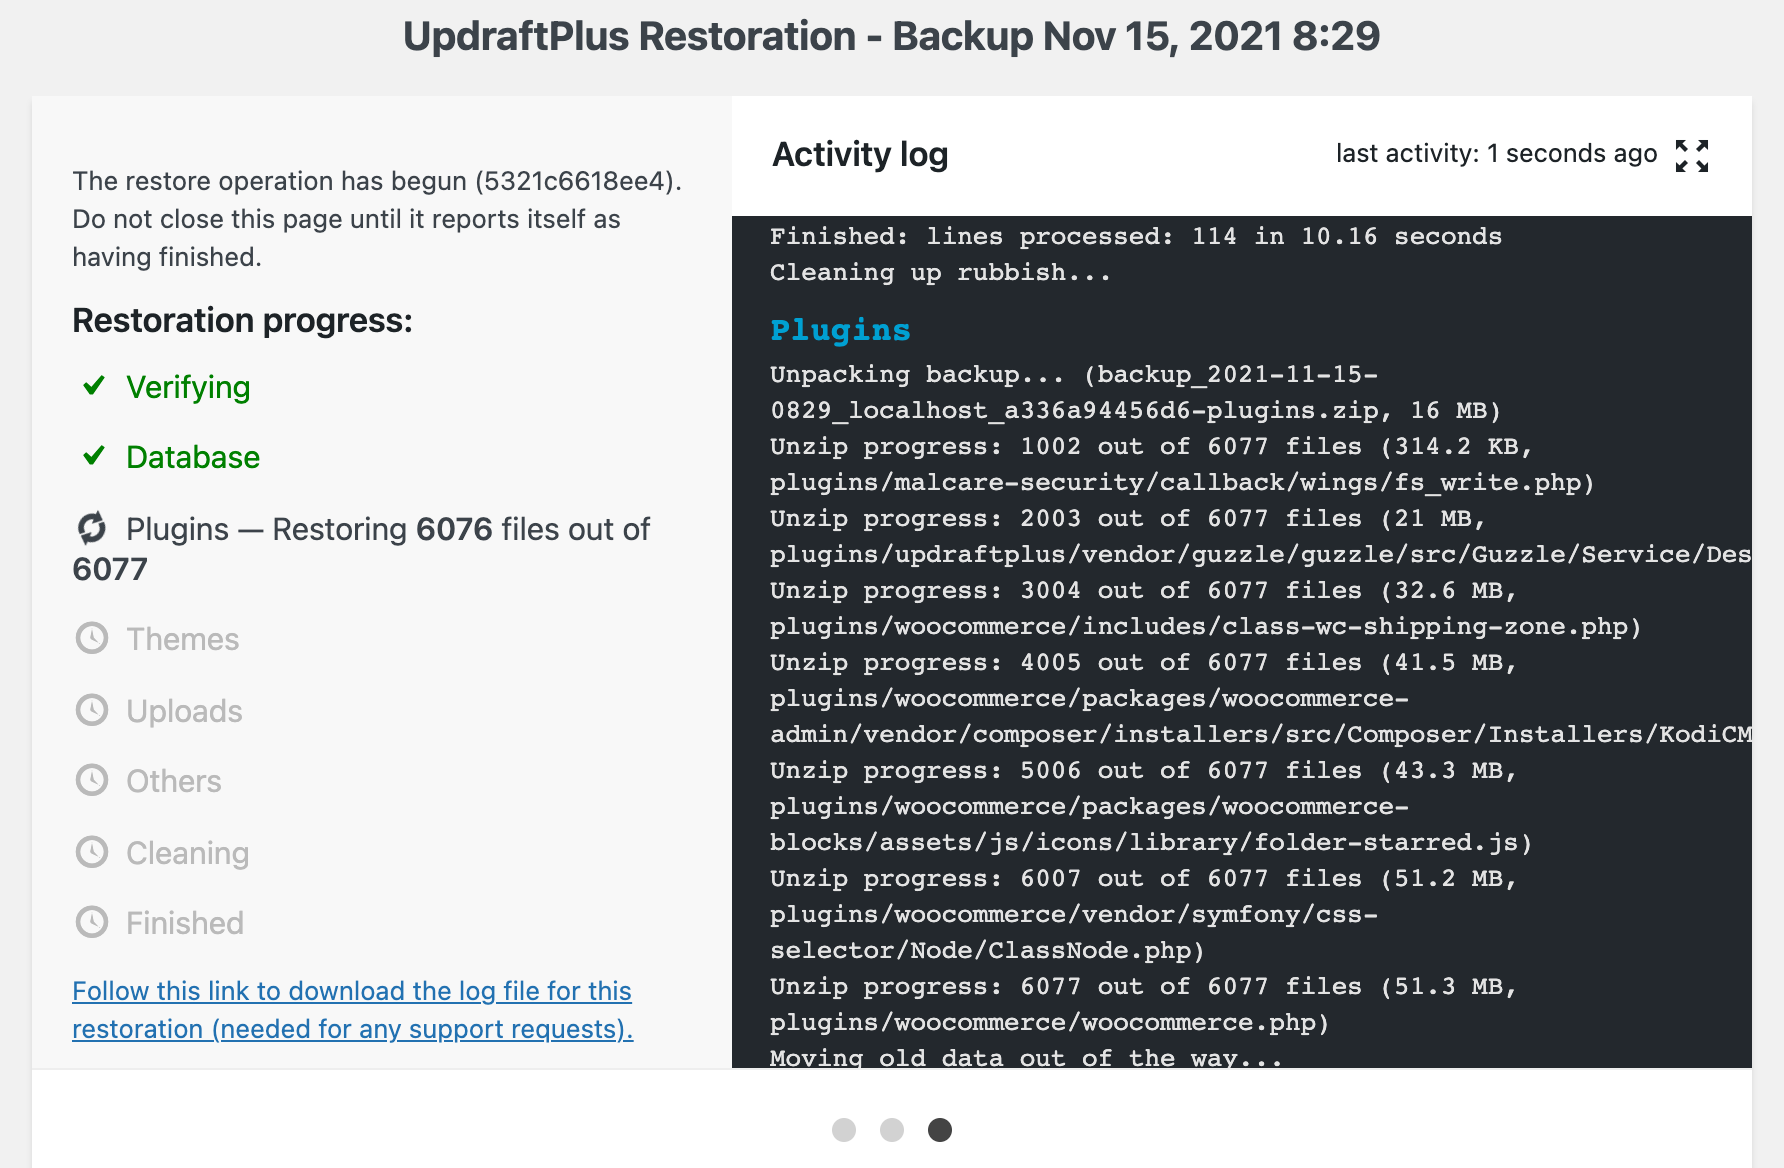 UpdraftPlus Restoration - Backup Nov 15, 2021 8:29
The restore operation has begun (5321c6618ee4).
Do not close this page until it reports itself as
having finished.
Restoration progress:
Verifying
Database
Plugins — Restoring 6076 files out of
6077
Themes
Uploads
Others
Cleaning
Finished
Follow this link to download the log file for this
restoration (needed for any support requests).
Activity log
last activity: 1 seconds ago
Finished: lines processed: 114 in 10.16 seconds
Cleaning up rubbish...
Plugins
Unpacking backup... (backup_2021-11-15-
0829_localhost_a336a94456d6-plugins.zip, 16 MB)
Unzip progress: 1002 out of 6077 files (314.2 KB,
plugins/malcare-security/callback/wings/fs_write.php)
Unzip progress: 2003 out of 6077 files (21 MB,
plugins/updraftplus/vendor/guzzle/guzzle/src/Guzzle/Service/Des
Unzip progress: 3004 out of 6077 files (32.6 MB,
plugins/woocommerce/includes/class-wc-shipping-zone.php)
Unzip progress: 4005 out of 6077 files (41.5 MB,
plugins/woocommerce/packages/woocommerce-
admin/vendor/composer/installers/src/Composer/Installers/KodiCM
Unzip progress: 5006 out of 6077 files (43.3 MB,
plugins/woocommerce/packages/woocommerce-
blocks/assets/js/icons/library/folder-starred.js)
Unzip progress: 6007 out of 6077 files (51.2 MB,
plugins/woocommerce/vendor/symfony/css-
selector/Node/ClassNode.php)
Unzip progress: 6077 out of 6077 files (51.3 MB,
plugins/woocommerce/woocommerce.php)
Moving old data out of the way...